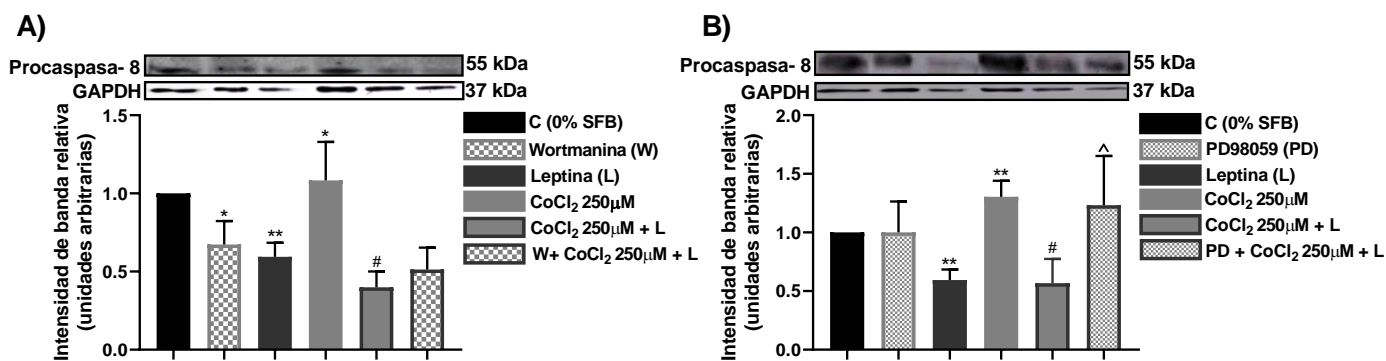 A)
Procaspasa- 8
55 kDa
GAPDH
37 kDa
Intensidad de banda relativa
(unidades arbitrarias)
1.5
1.0
0.5
0.0
*
**
*
#
C (0% SFB)
Wortmanina (W)
Leptina (L)
CoCl₂ 250μM
CoCl₂ 250μM + L
W+ CoCl₂ 250μM + L
B)
Procaspasa- 8
55 kDa
GAPDH
37 kDa
Intensidad de banda relativa
(unidades arbitrarias)
2.0
1.5
1.0
0.5
0.0
**
**
#
^
C (0% SFB)
PD98059 (PD)
Leptina (L)
CoCl₂ 250μM
CoCl₂ 250μM + L
PD + CoCl₂ 250μM + L